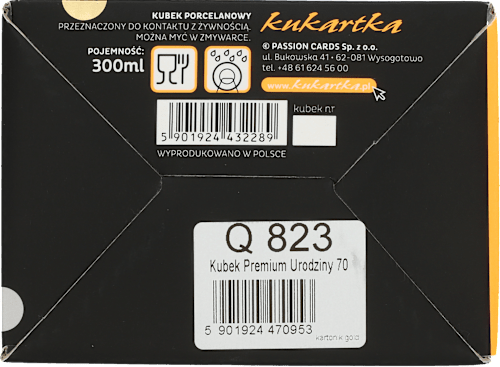 KUBEK PORCELANOWY
PRZEZNACZONY DO KONTAKTU Z ŻYWNOŚCIĄ.
MOŻNA MYĆ W ZMYWARCE.
POJEMNOŚĆ:
300ml
kukartka
© PASSION CARDS Sp. z o.o.
ul. Bukowska 41 • 62-081 Wysogotowo
tel. +48 61 624 56 00
www.kukartka.pl
kubek nr
5 901924 432289
WYPRODUKOWANO W POLSCE
Q 823
Kubek Premium Urodziny 70
5 901924 470953
kartonik gold